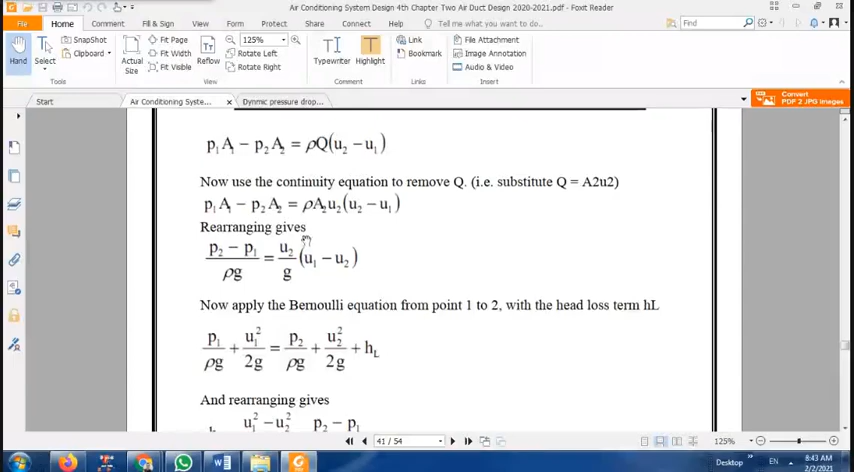 Air Conditioning System Design 4th Chapter Two Air Duct Design 2020-2021.pdf - Foxit Reader
File Home Comment Fill & Sign View Form Protect Share Connect Help Tell me what you want to do... Find
Hand Select SnapShot Clipboard Actual Size Fit Page Fit Width Fit Visible Reflow 125% Rotate Left Rotate Right Typewriter Highlight Link Bookmark File Attachment Image Annotation Audio & Video
Tools View Comment Links Insert
Start Air Conditioning Syste... Dynmic pressure drop... Convert PDF 2 JPG Images
p₁A₁ − p₂A₂ = ρQ(u₂ − u₁)
Now use the continuity equation to remove Q. (i.e. substitute Q = A2u2)
p₁A₁ − p₂A₂ = ρA₂u₂(u₂ − u₁)
Rearranging gives
(p₂ − p₁)/ρg = u₂/g (u₁ − u₂)
Now apply the Bernoulli equation from point 1 to 2, with the head loss term hL
p₁/ρg + u₁²/2g = p₂/ρg + u₂²/2g + h_L
And rearranging gives
u₁² − u₂² p₂ − p₁
41 / 54 125%
Desktop EN 8:43 AM
2/2/2021